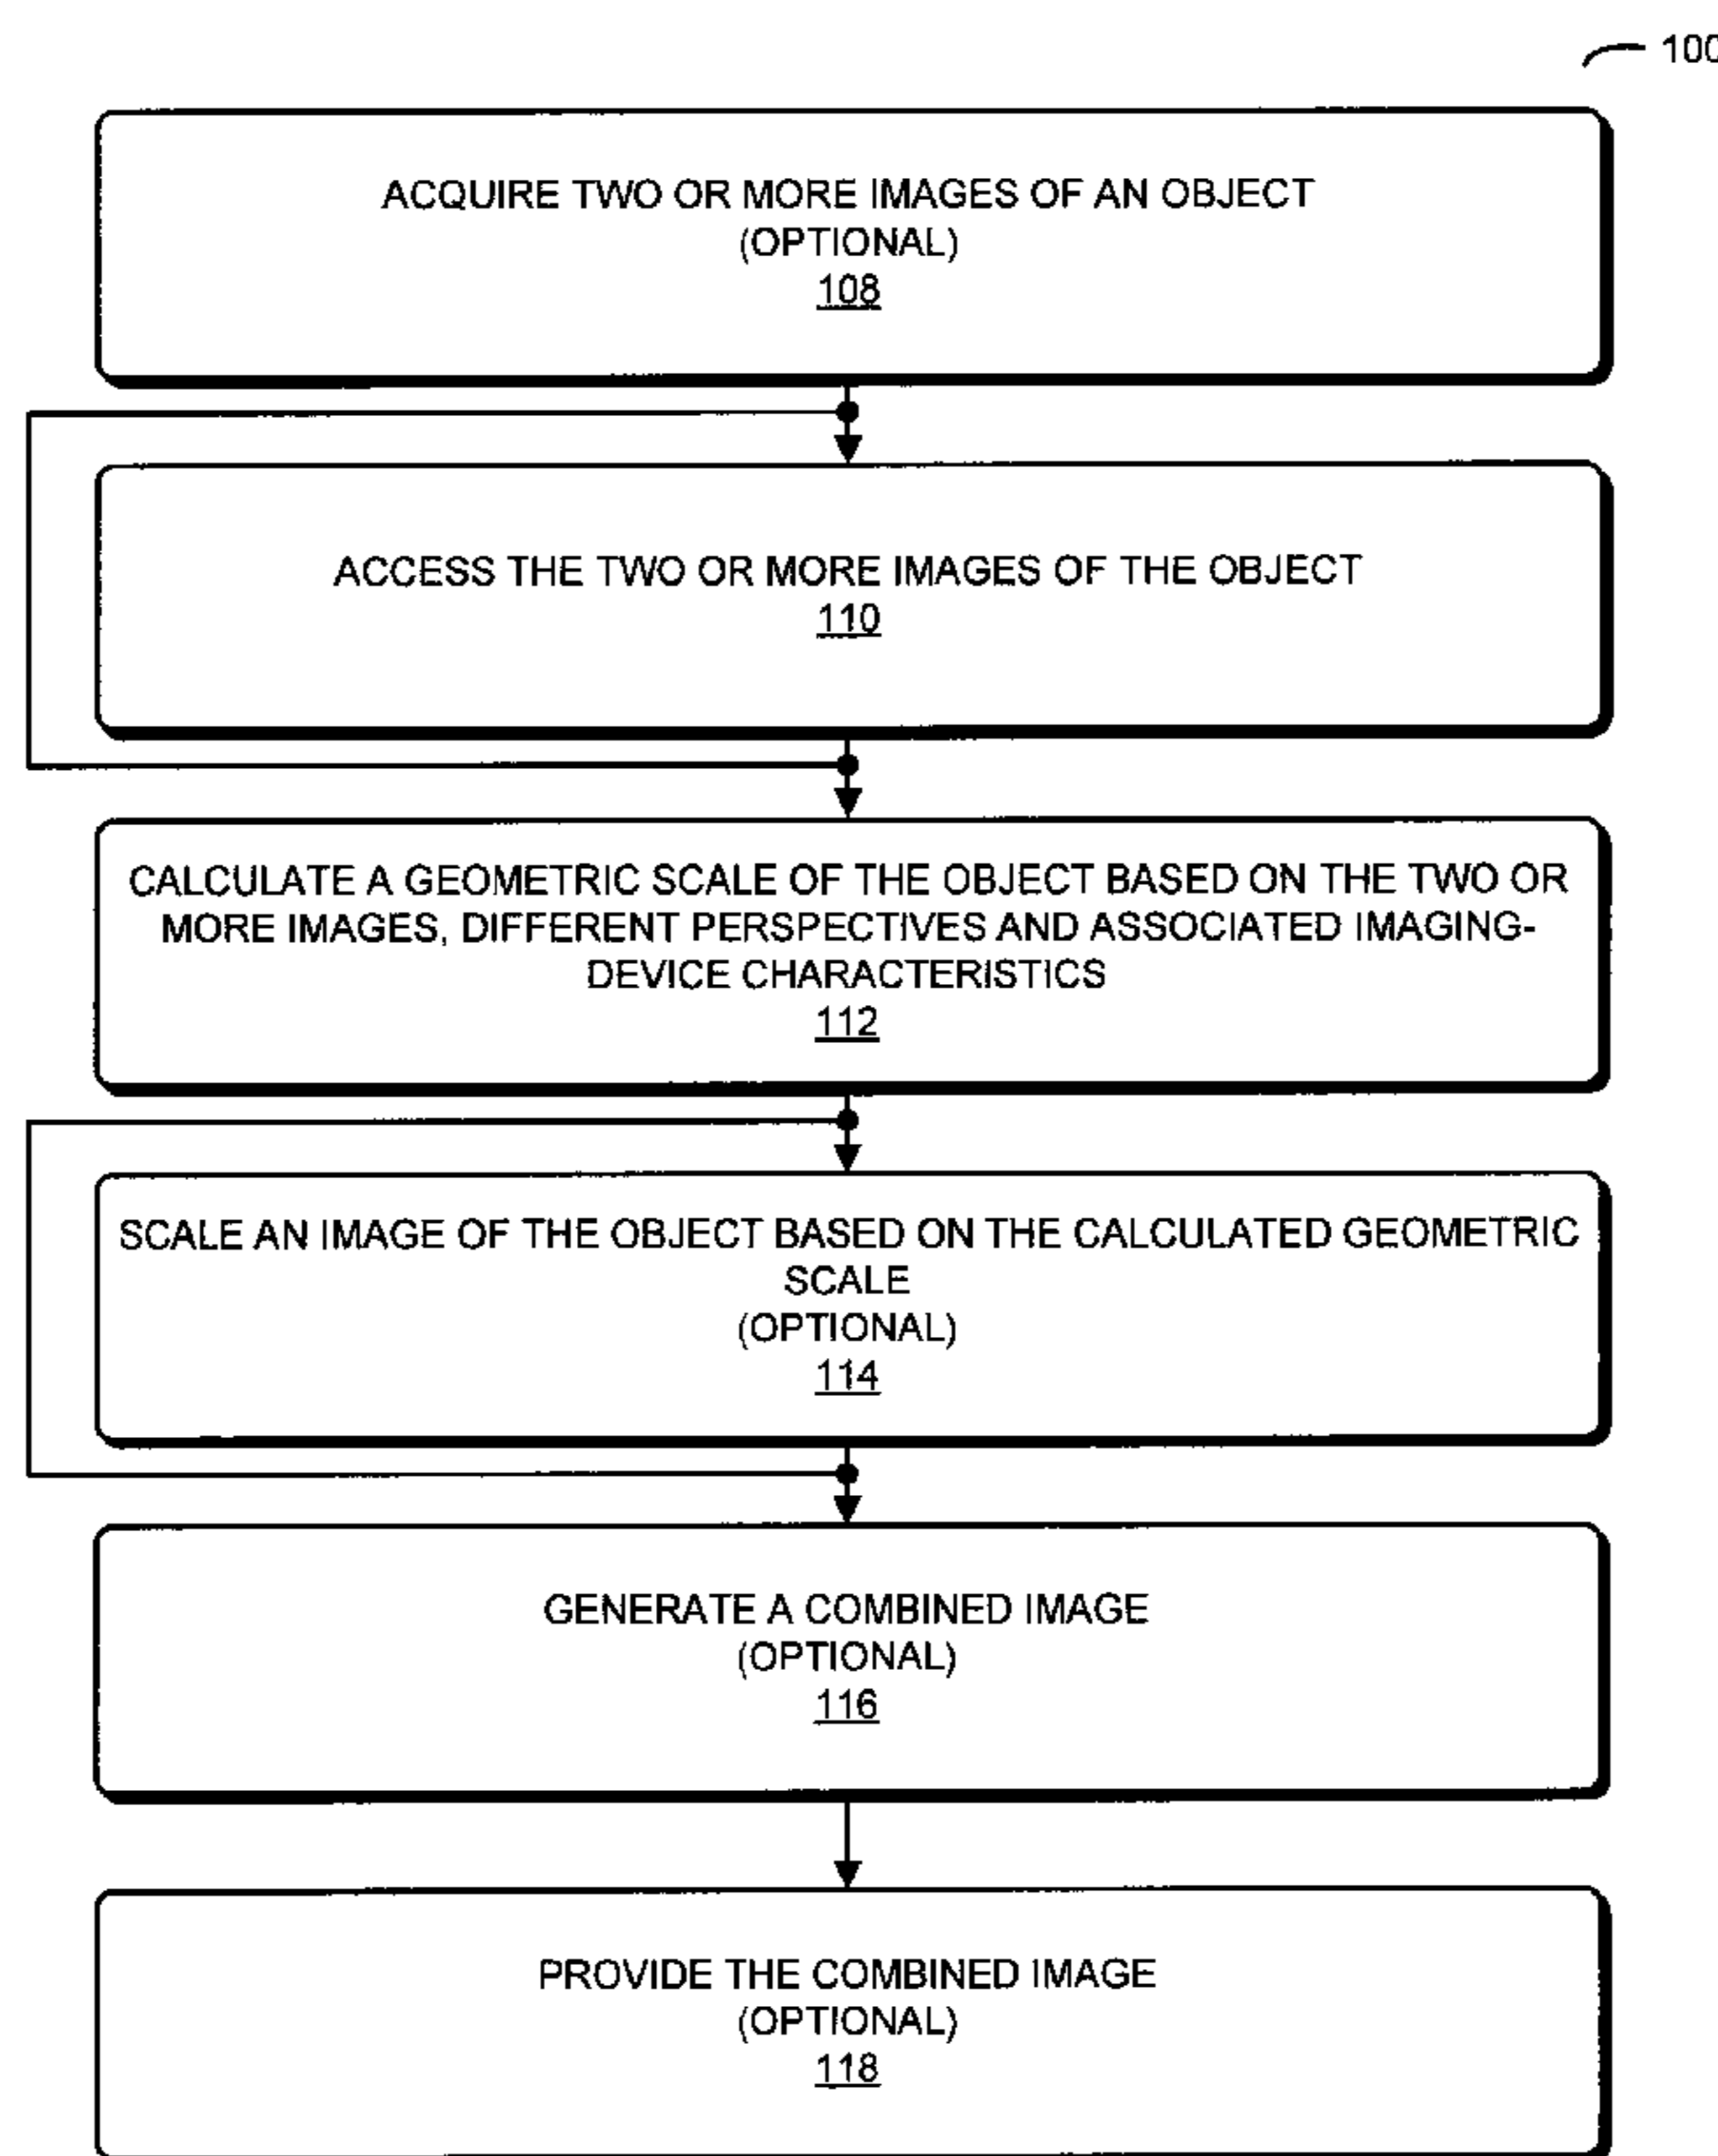 100
ACQUIRE TWO OR MORE IMAGES OF AN OBJECT
(OPTIONAL)
108
ACCESS THE TWO OR MORE IMAGES OF THE OBJECT
110
CALCULATE A GEOMETRIC SCALE OF THE OBJECT BASED ON THE TWO OR
MORE IMAGES, DIFFERENT PERSPECTIVES AND ASSOCIATED IMAGING-
DEVICE CHARACTERISTICS
112
SCALE AN IMAGE OF THE OBJECT BASED ON THE CALCULATED GEOMETRIC
SCALE
(OPTIONAL)
114
GENERATE A COMBINED IMAGE
(OPTIONAL)
116
PROVIDE THE COMBINED IMAGE
(OPTIONAL)
118